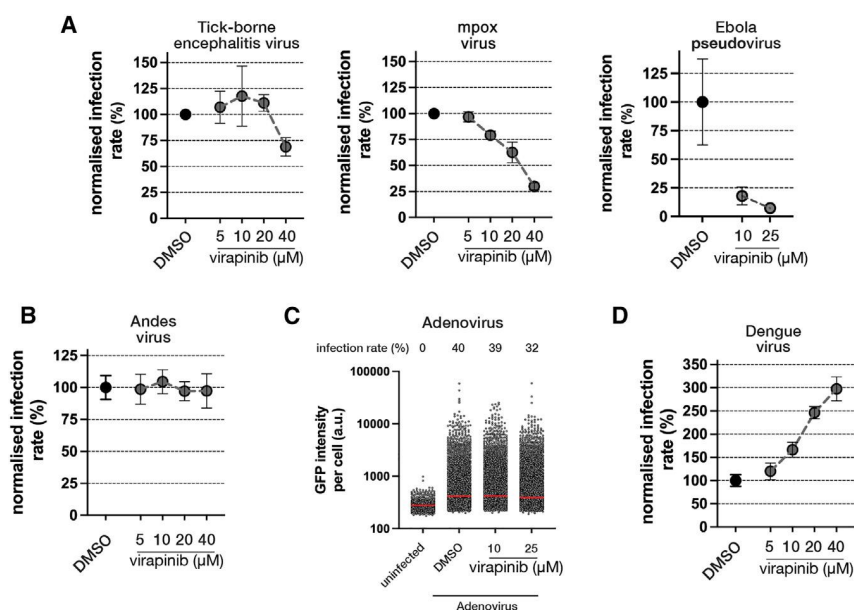 A
Tick-borne
encephalitis virus
normalised infection
rate (%)
150
125
100
75
50
25
0
DMSO
5 10 20 40
virapinib (µM)
mpox
virus
normalised infection
rate (%)
150
125
100
75
50
25
0
DMSO
5 10 20 40
virapinib (µM)
Ebola
pseudovirus
normalised infection
rate (%)
125
100
75
50
25
0
DMSO
10 25
virapinib (µM)
B
Andes
virus
normalised infection
rate (%)
125
100
75
50
25
0
DMSO
5 10 20 40
virapinib (µM)
C
Adenovirus
infection rate (%) 0 40 39 32
GFP intensity
per cell (a.u.)
100000
10000
1000
100
uninfected
DMSO
10 25
virapinib (µM)
Adenovirus
D
Dengue
virus
normalised infection
rate (%)
350
300
250
200
150
100
50
0
DMSO
5 10 20 40
virapinib (µM)